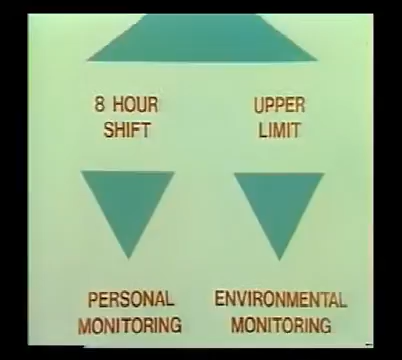 8 HOUR
SHIFT
UPPER
LIMIT
PERSONAL
MONITORING
ENVIRONMENTAL
MONITORING